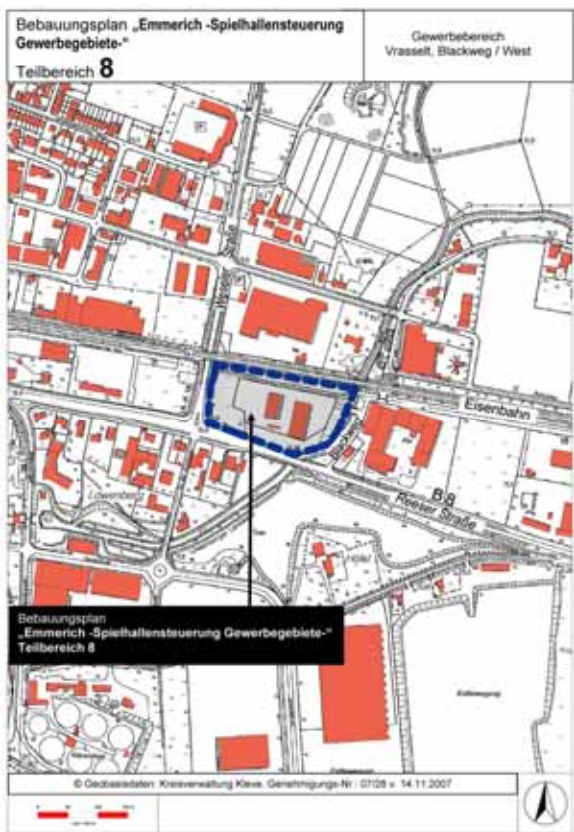 Bebauungsplan „Emmerich -Spielhallensteuerung
Gewerbegebiete-“
Teilbereich 8
Gewerbebereich
Vrasselt, Blackweg / West
Eisenbahn
B 8
Reeser Straße
Löwenberg
Bebauungsplan
„Emmerich -Spielhallensteuerung Gewerbegebiete-“
Teilbereich 8
© Geobasisdaten: Kreisverwaltung Kleve, Genehmigungs-Nr.: 07/28 v. 14.11.2007